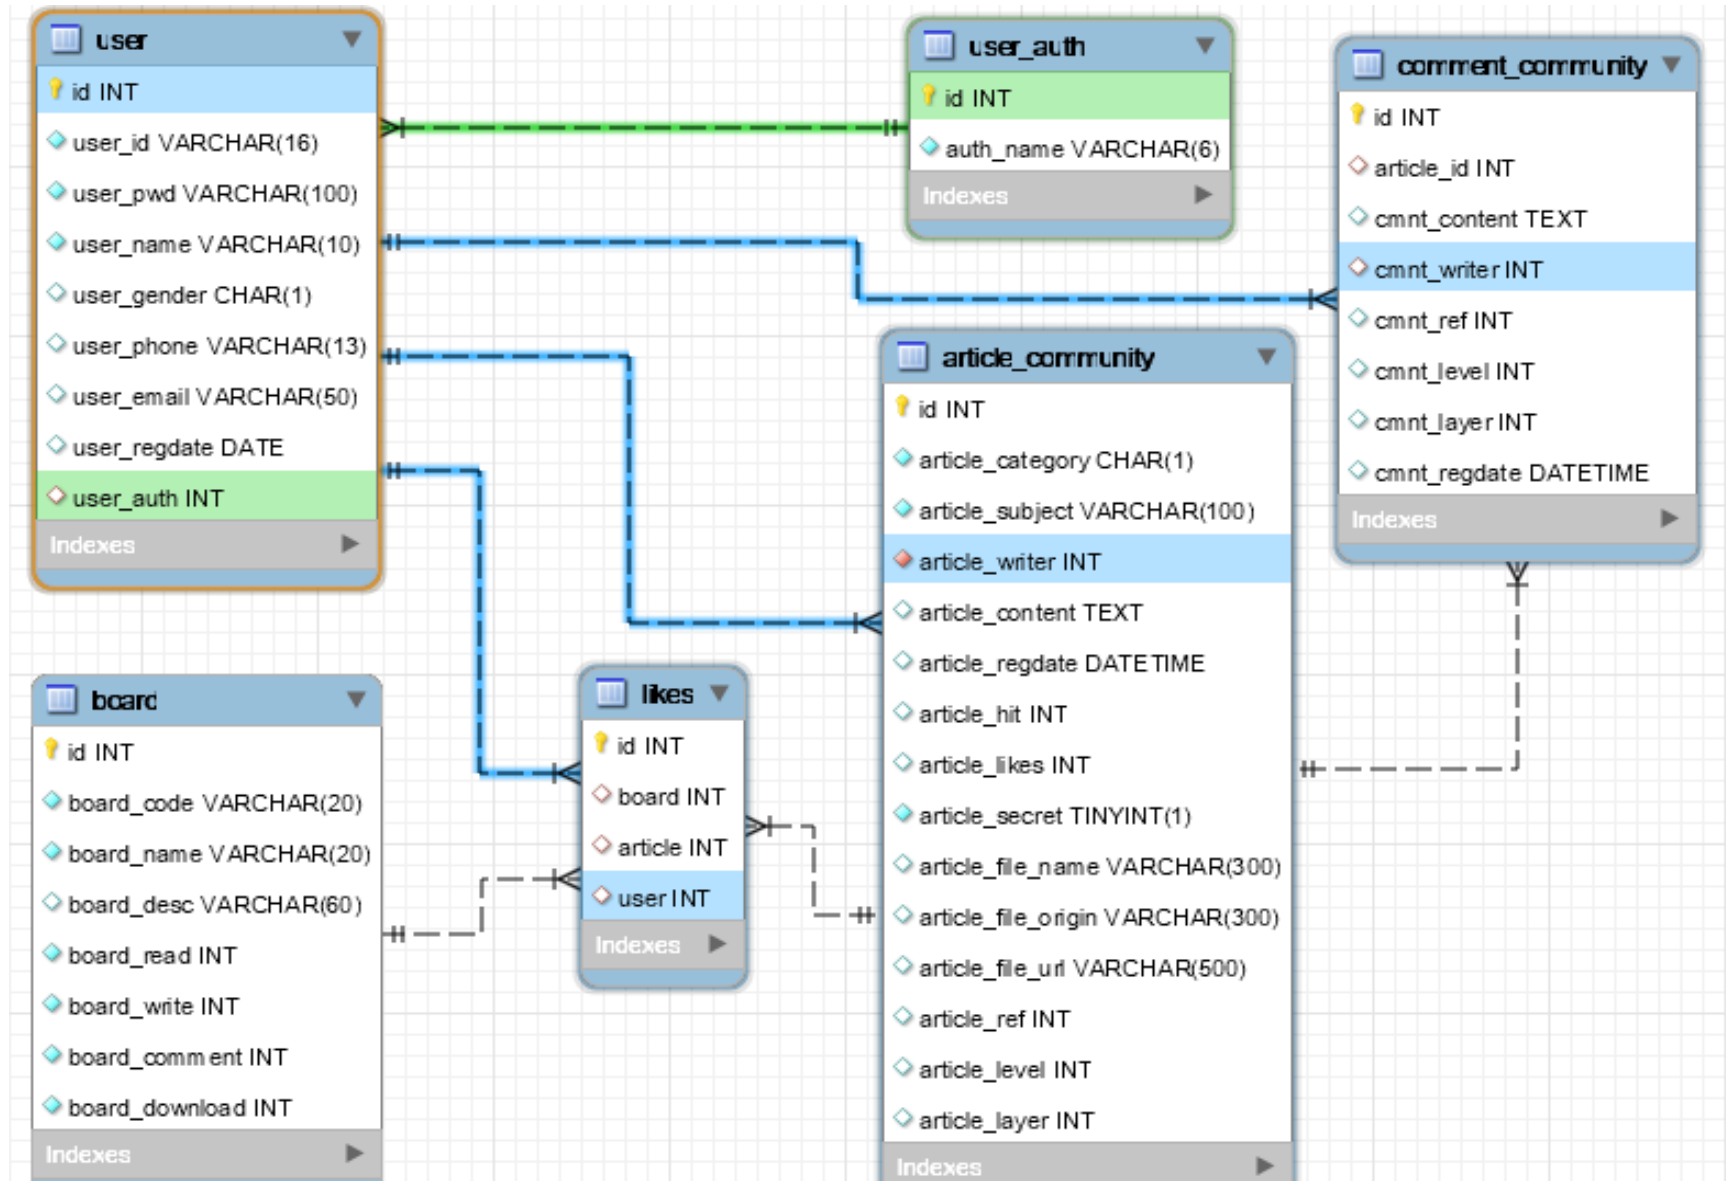 user
id INT
user_id VARCHAR(16)
user_pwd VARCHAR(100)
user_name VARCHAR(10)
user_gender CHAR(1)
user_phone VARCHAR(13)
user_email VARCHAR(50)
user_regdate DATE
user_auth INT
Indexes
user_auth
id INT
auth_name VARCHAR(6)
Indexes
comment_community
id INT
article_id INT
cmnt_content TEXT
cmnt_writer INT
cmnt_ref INT
cmnt_level INT
cmnt_layer INT
cmnt_regdate DATETIME
Indexes
article_community
id INT
article_category CHAR(1)
article_subject VARCHAR(100)
article_writer INT
article_content TEXT
article_regdate DATETIME
article_hit INT
article_likes INT
article_secret TINYINT(1)
article_file_name VARCHAR(300)
article_file_origin VARCHAR(300)
article_file_url VARCHAR(500)
article_ref INT
article_level INT
article_layer INT
Indexes
board
id INT
board_code VARCHAR(20)
board_name VARCHAR(20)
board_desc VARCHAR(60)
board_read INT
board_write INT
board_comment INT
board_download INT
Indexes
likes
id INT
board INT
article INT
user INT
Indexes